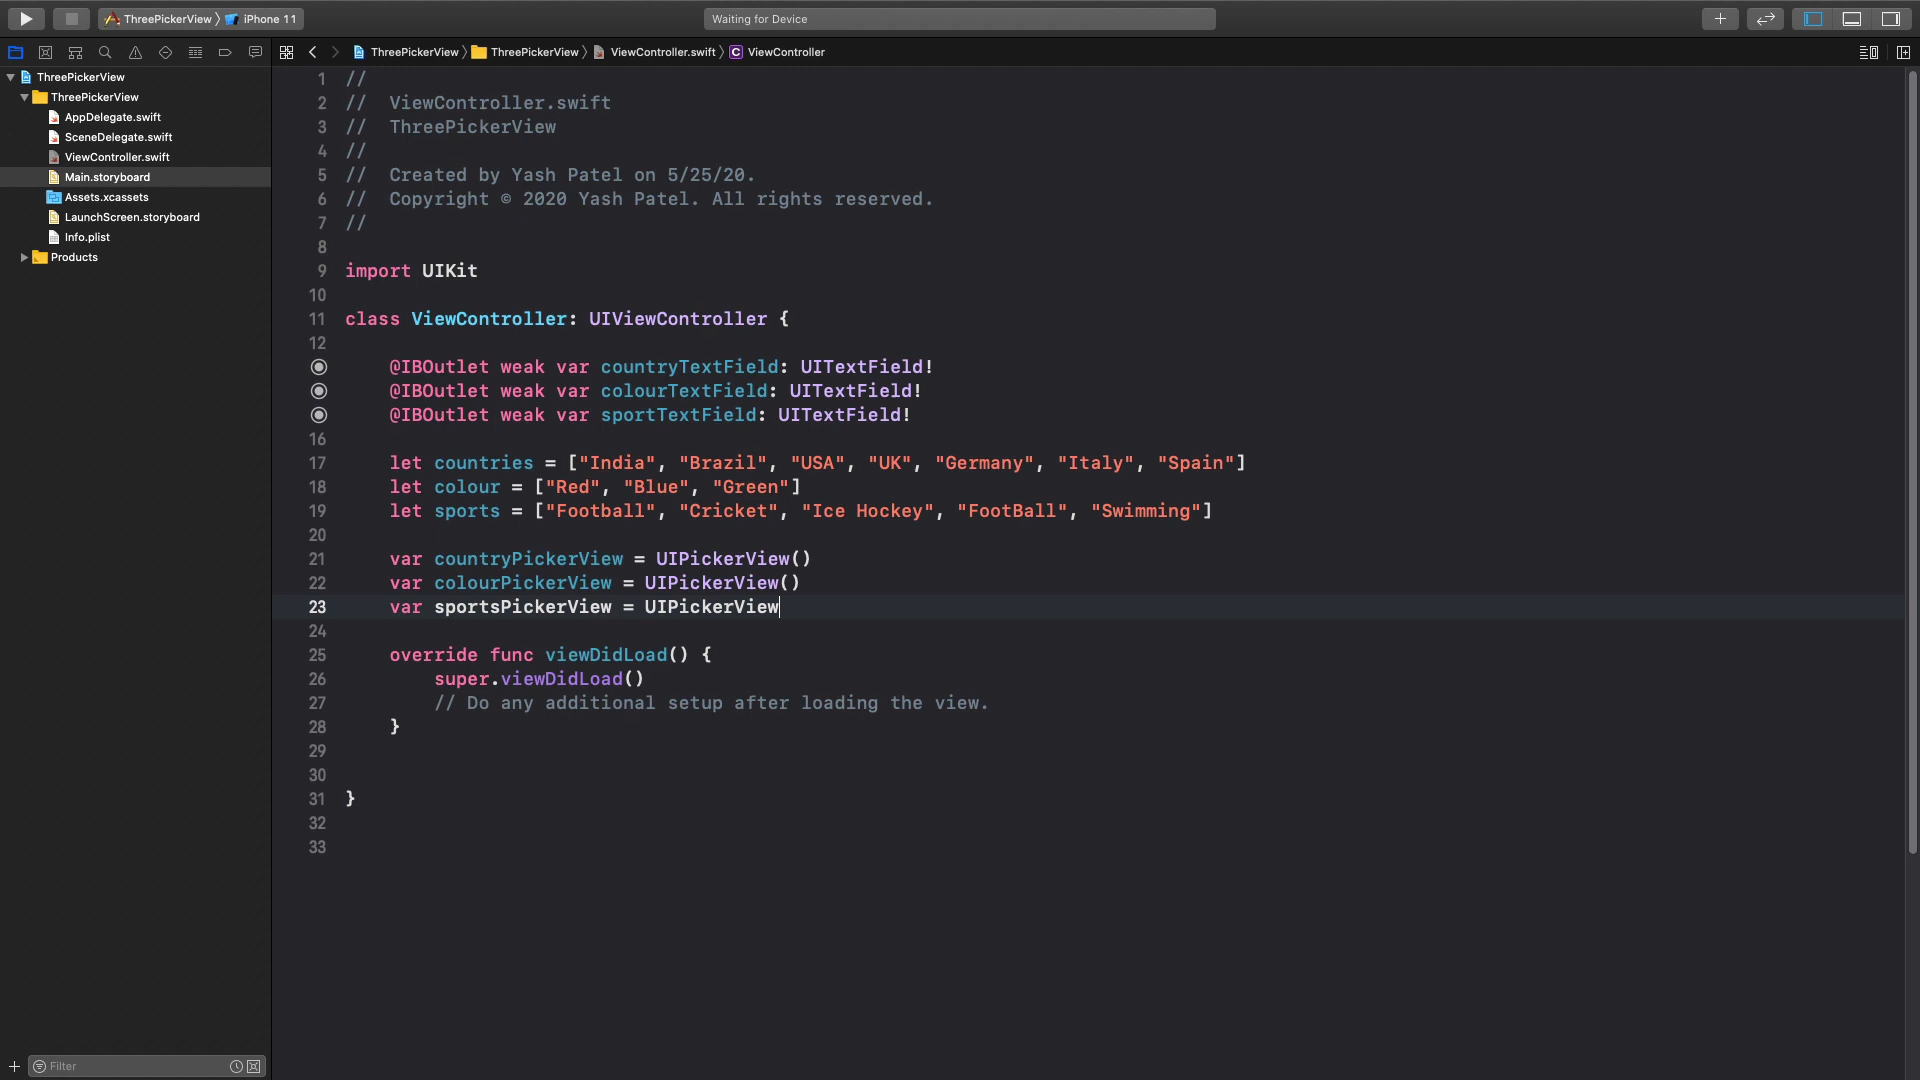 ThreePickerView 〉 iPhone 11
Waiting for Device
ThreePickerView 〉 ThreePickerView 〉 ViewController.swift 〉 C ViewController
ThreePickerView
ThreePickerView
AppDelegate.swift
SceneDelegate.swift
ViewController.swift
Main.storyboard
Assets.xcassets
LaunchScreen.storyboard
Info.plist
Products
1 //
2 //  ViewController.swift
3 //  ThreePickerView
4 //
5 //  Created by Yash Patel on 5/25/20.
6 //  Copyright © 2020 Yash Patel. All rights reserved.
7 //
8
9 import UIKit
10
11 class ViewController: UIViewController {
12
@IBOutlet weak var countryTextField: UITextField!
@IBOutlet weak var colourTextField: UITextField!
@IBOutlet weak var sportTextField: UITextField!
16
17 let countries = ["India", "Brazil", "USA", "UK", "Germany", "Italy", "Spain"]
18 let colour = ["Red", "Blue", "Green"]
19 let sports = ["Football", "Cricket", "Ice Hockey", "FootBall", "Swimming"]
20
21 var countryPickerView = UIPickerView()
22 var colourPickerView = UIPickerView()
23 var sportsPickerView = UIPickerView
24
25 override func viewDidLoad() {
26 super.viewDidLoad()
27 // Do any additional setup after loading the view.
28 }
29
30
31 }
32
33
Filter